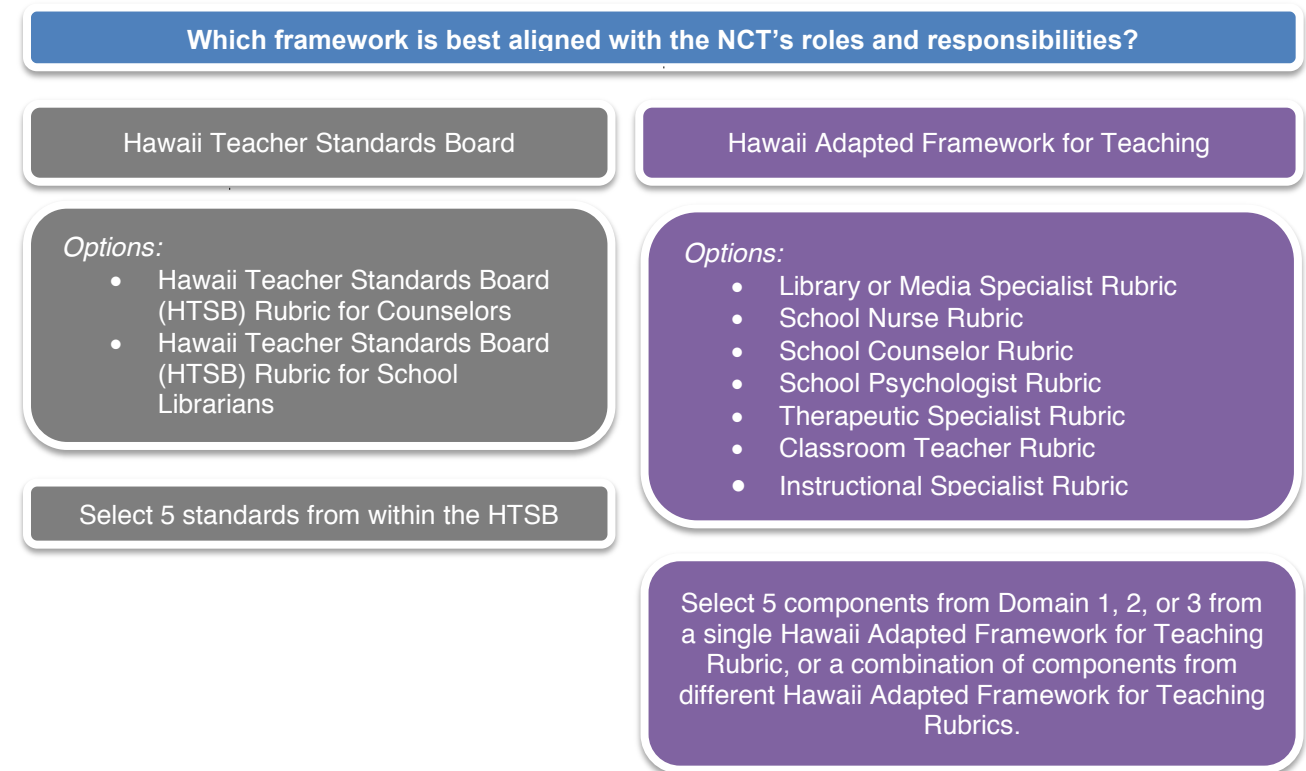 Which framework is best aligned with the NCT’s roles and responsibilities?
Hawaii Teacher Standards Board
Options:
• Hawaii Teacher Standards Board
(HTSB) Rubric for Counselors
• Hawaii Teacher Standards Board
(HTSB) Rubric for School
Librarians
Select 5 standards from within the HTSB
Hawaii Adapted Framework for Teaching
Options:
• Library or Media Specialist Rubric
• School Nurse Rubric
• School Counselor Rubric
• School Psychologist Rubric
• Therapeutic Specialist Rubric
• Classroom Teacher Rubric
• Instructional Specialist Rubric
Select 5 components from Domain 1, 2, or 3 from
a single Hawaii Adapted Framework for Teaching
Rubric, or a combination of components from
different Hawaii Adapted Framework for Teaching
Rubrics.